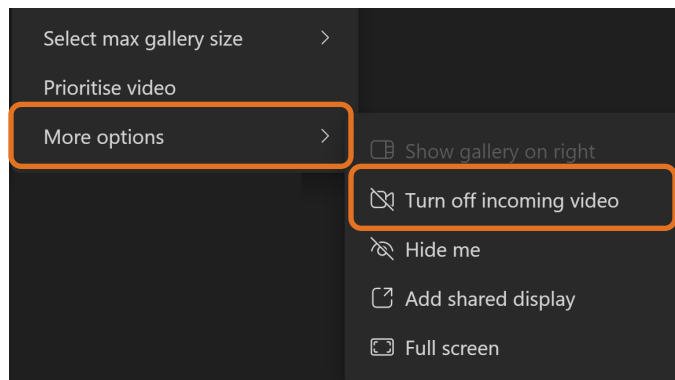 Select max gallery size
Prioritise video
More options
Show gallery on right
Turn off incoming video
Hide me
Add shared display
Full screen